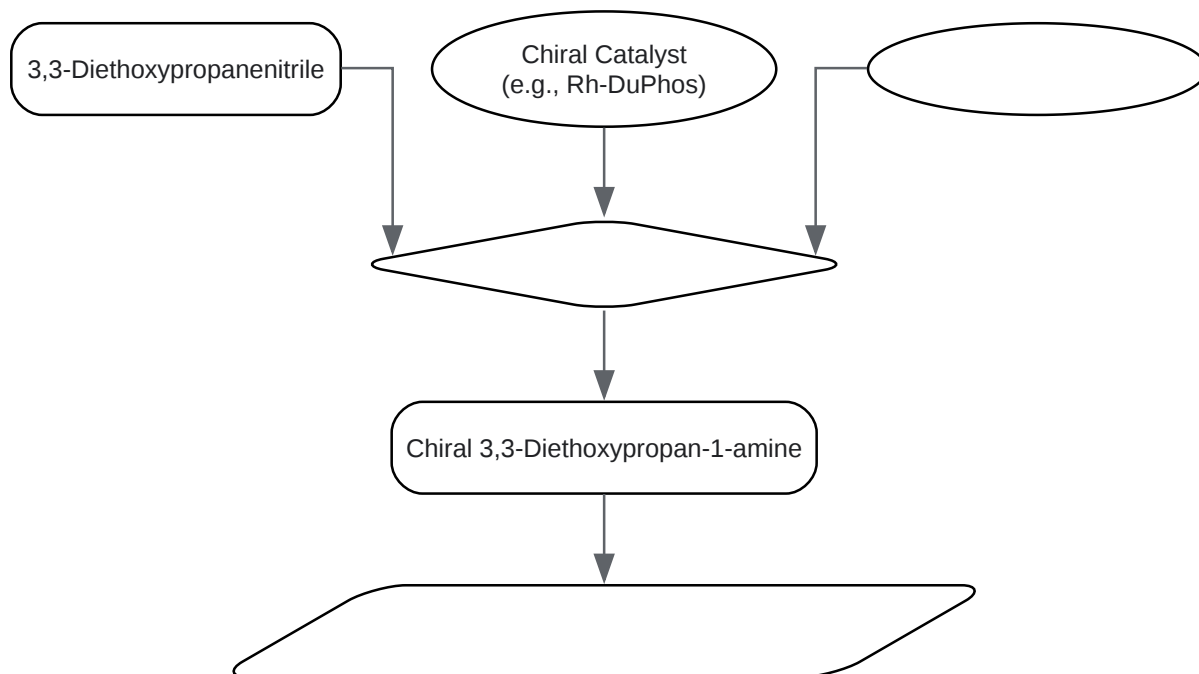 3,3-Diethoxypropanenitrile
Chiral Catalyst
(e.g., Rh-DuPhos)
Chiral 3,3-Diethoxypropan-1-amine